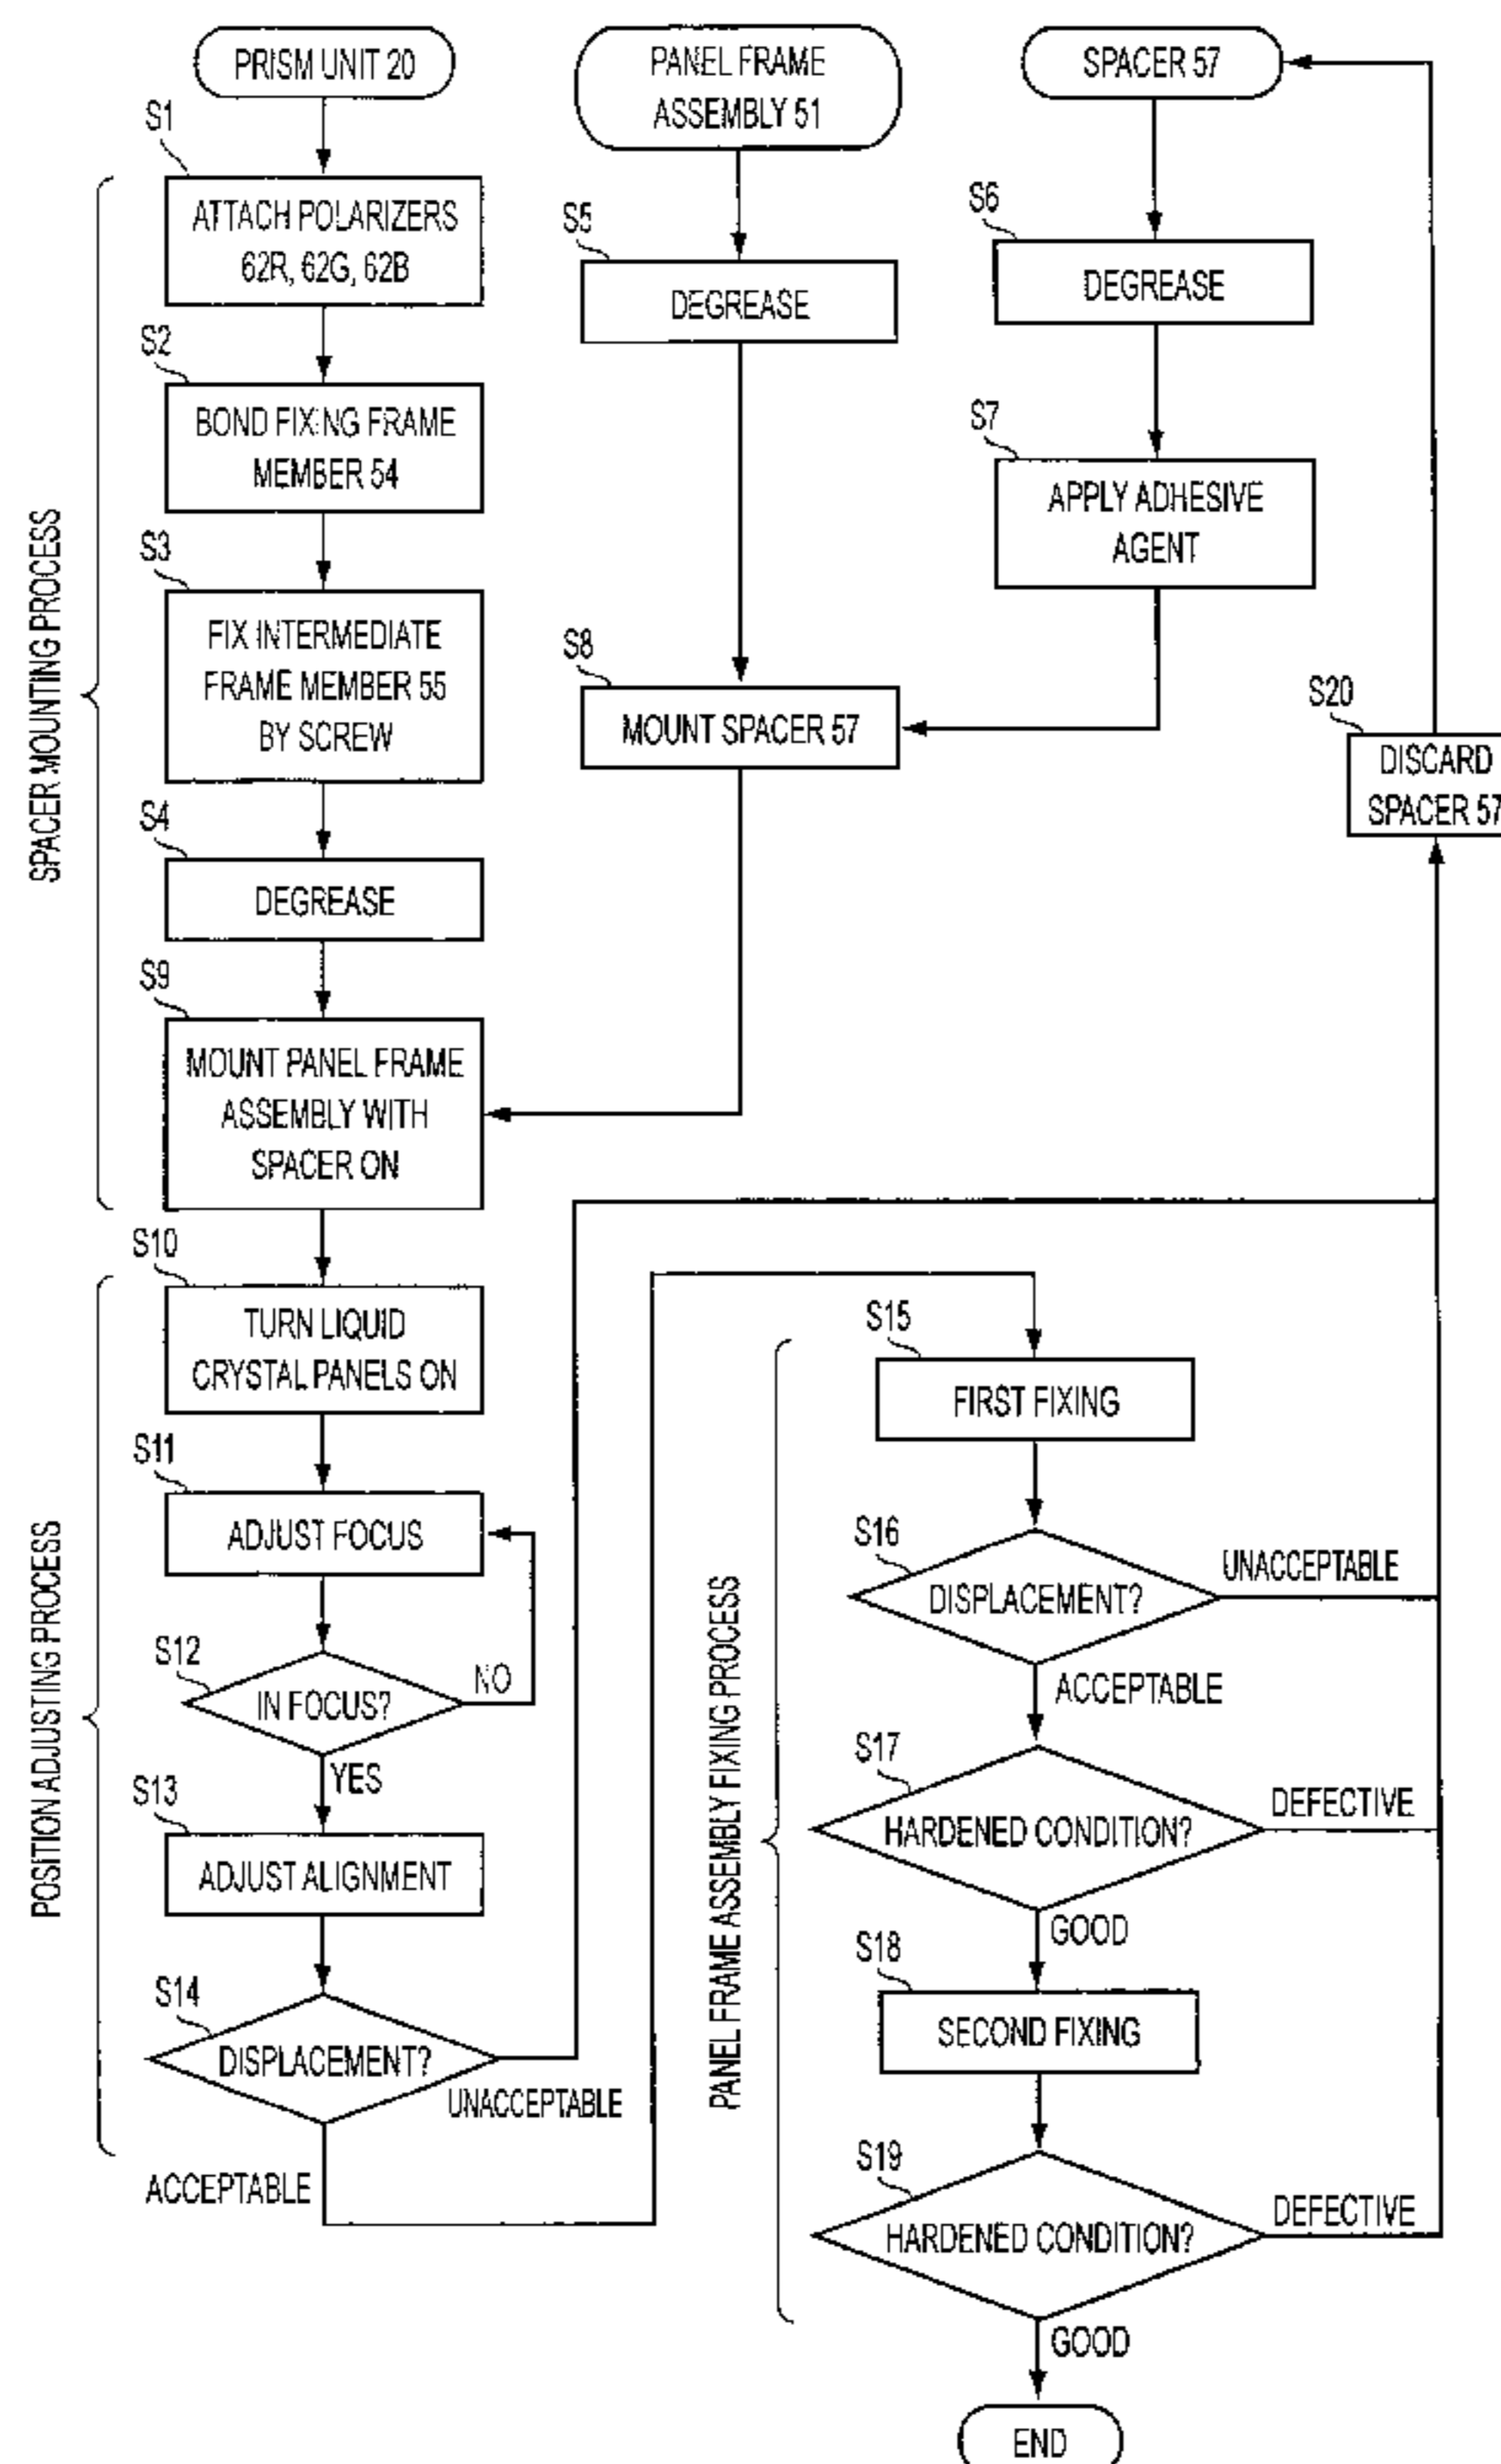 PRISM UNIT 20
PANEL FRAME
ASSEMBLY 51
SPACER 57
SPACER MOUNTING PROCESS
S1
ATTACH POLARIZERS
62R, 62G, 62B
S2
BOND FIXING FRAME
MEMBER 54
S3
FIX INTERMEDIATE
FRAME MEMBER 55
BY SCREW
S4
DEGREASE
S5
DEGREASE
S6
DEGREASE
S7
APPLY ADHESIVE
AGENT
S8
MOUNT SPACER 57
S20
DISCARD
SPACER 57
S9
MOUNT PANEL FRAME
ASSEMBLY WITH
SPACER ON
POSITION ADJUSTING PROCESS
S10
TURN LIQUID
CRYSTAL PANELS ON
S11
ADJUST FOCUS
S12
IN FOCUS?
NO
YES
S13
ADJUST ALIGNMENT
S14
DISPLACEMENT?
UNACCEPTABLE
ACCEPTABLE
PANEL FRAME ASSEMBLY FIXING PROCESS
S15
FIRST FIXING
S16
DISPLACEMENT?
UNACCEPTABLE
ACCEPTABLE
S17
HARDENED CONDITION?
DEFECTIVE
GOOD
S18
SECOND FIXING
S19
HARDENED CONDITION?
DEFECTIVE
GOOD
END